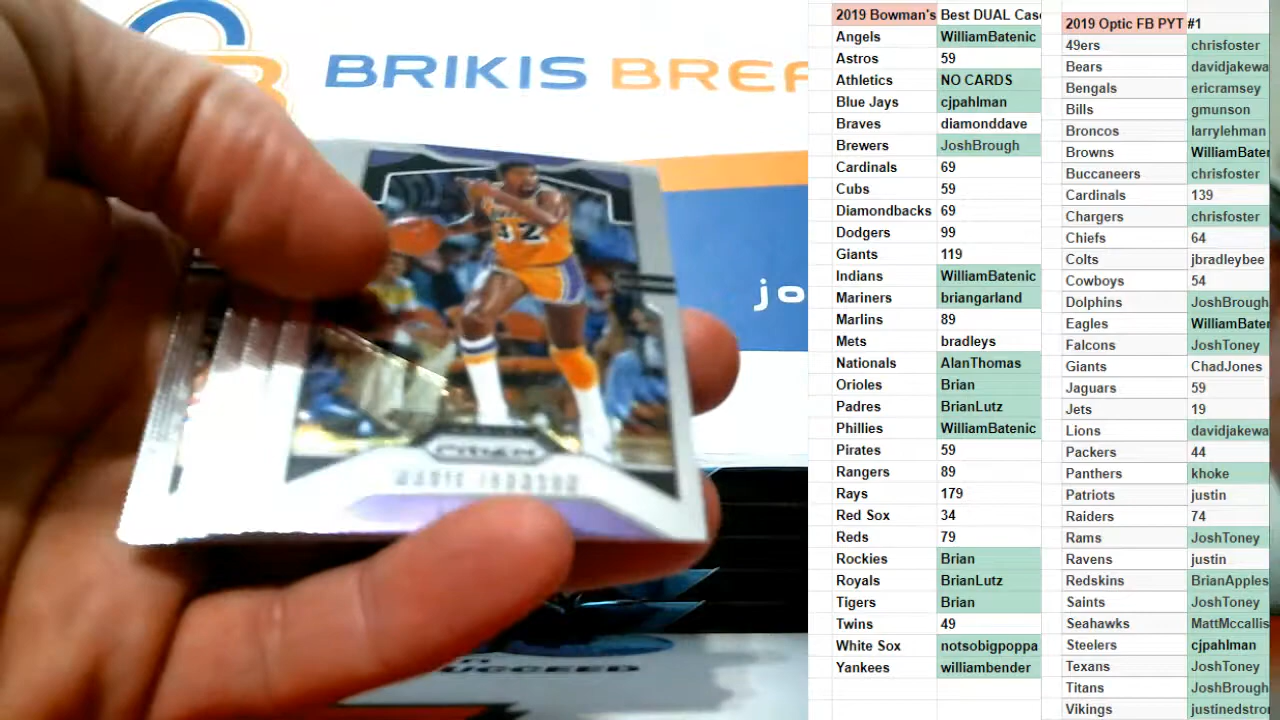 BRIKIS BREA
jo
32
PRIZM
2019 Bowman's Best DUAL Case
Angels WilliamBatenic
Astros 59
Athletics NO CARDS
Blue Jays cjpahlman
Braves diamonddave
Brewers JoshBrough
Cardinals 69
Cubs 59
Diamondbacks 69
Dodgers 99
Giants 119
Indians WilliamBatenic
Mariners briangarland
Marlins 89
Mets bradleys
Nationals AlanThomas
Orioles Brian
Padres BrianLutz
Phillies WilliamBatenic
Pirates 59
Rangers 89
Rays 179
Red Sox 34
Reds 79
Rockies Brian
Royals BrianLutz
Tigers Brian
Twins 49
White Sox notsobigpoppa
Yankees williambender
2019 Optic FB PYT #1
49ers chrisfoster
Bears davidjakewa
Bengals ericramsey
Bills gmunson
Broncos larrylehman
Browns WilliamBater
Buccaneers chrisfoster
Cardinals 139
Chargers chrisfoster
Chiefs 64
Colts jbradleybee
Cowboys 54
Dolphins JoshBrough
Eagles WilliamBater
Falcons JoshToney
Giants ChadJones
Jaguars 59
Jets 19
Lions davidjakewa
Packers 44
Panthers khoke
Patriots justin
Raiders 74
Rams JoshToney
Ravens justin
Redskins BrianApples
Saints JoshToney
Seahawks MattMccallis
Steelers cjpahlman
Texans JoshToney
Titans JoshBrough
Vikings justinedstro